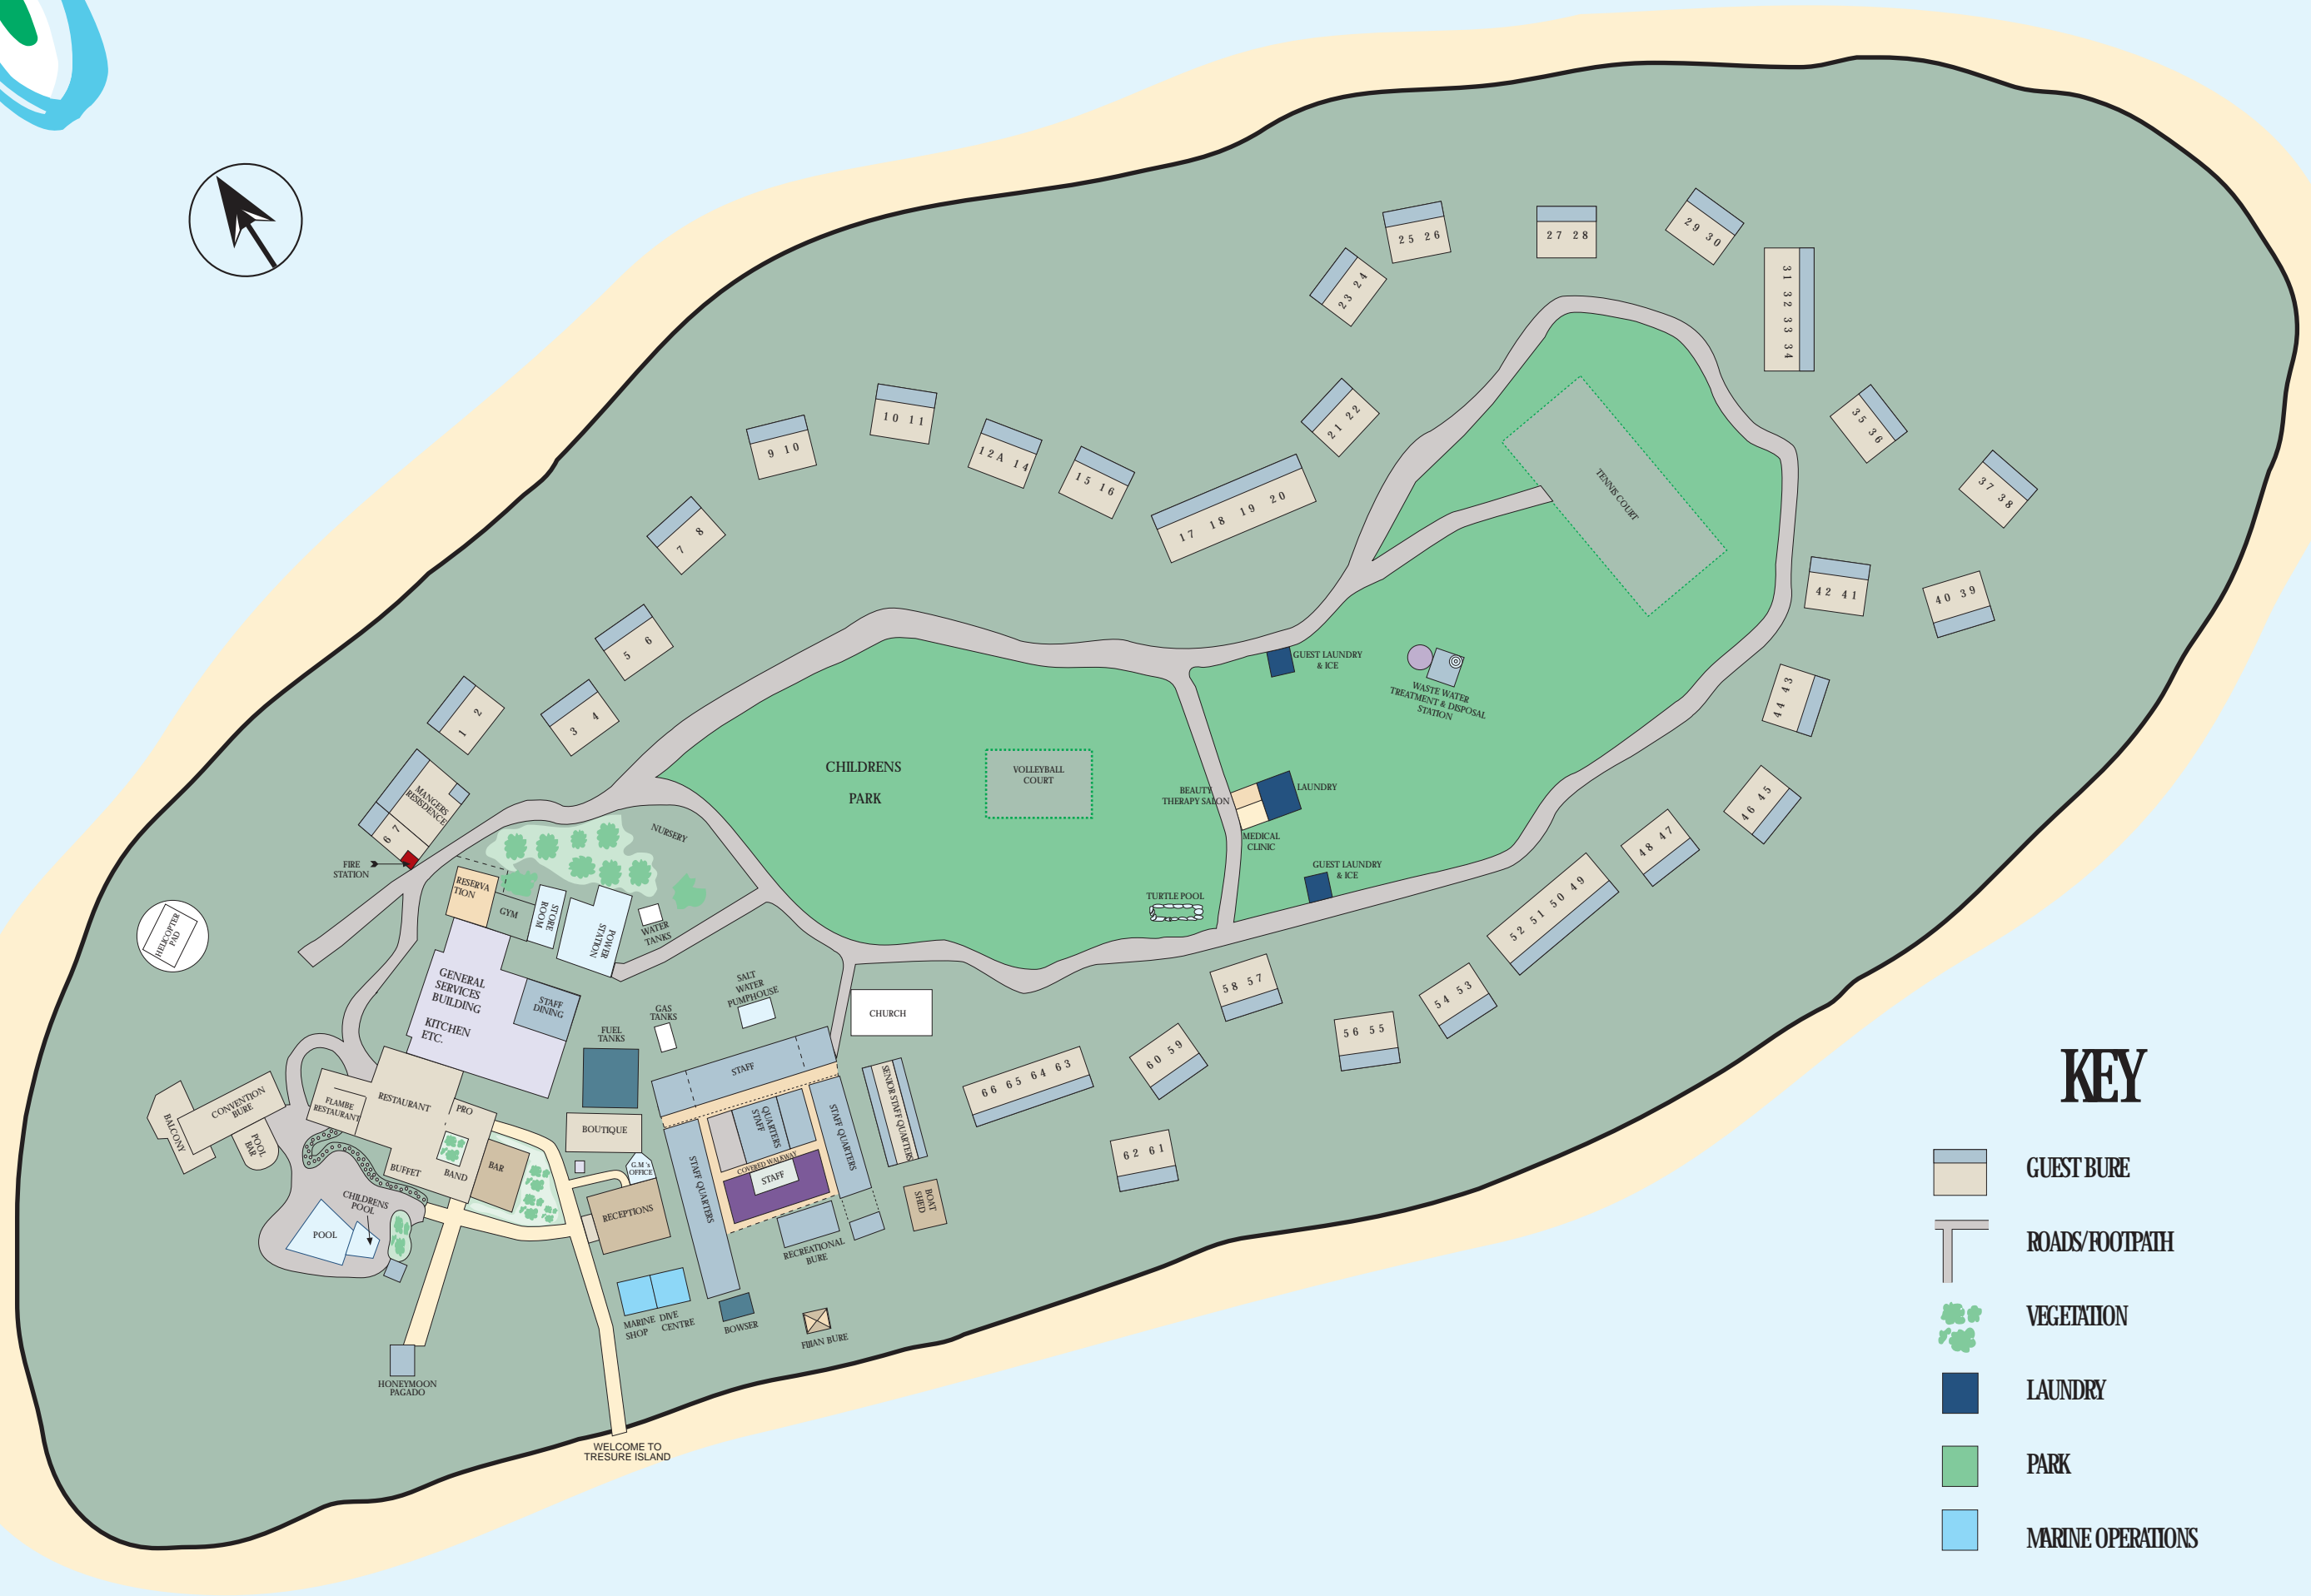 25 26
27 28
29 30
23 24
31 32 33 34
10 11
9 10
12A 14
15 16
21 22
17 18 19 20
35 36
37 38
TENNIS COURT
7 8
42 41
40 39
5 6
GUEST LAUNDRY
& ICE
WASTE WATER
TREATMENT & DISPOSAL
STATION
44 43
1 2
3 4
CHILDRENS
PARK
VOLLEYBALL
COURT
BEAUTY
THERAPY SALON
LAUNDRY
MEDICAL
CLINIC
46 45
MANGERS
RESISDENCE
6 7
NURSERY
48 47
FIRE
STATION
GUEST LAUNDRY
& ICE
52 51 50 49
TURTLE POOL
RESERVA
TION
GYM
STORE
ROOM
POWER
STATION
WATER
TANKS
HELICOPTER
PAD
GENERAL
SERVICES
BUILDING
KITCHEN
ETC.
STAFF
DINING
SALT
WATER
PUMPHOUSE
58 57
54 53
GAS
TANKS
CHURCH
FUEL
TANKS
56 55
60 59
66 65 64 63
STAFF
SENIOR STAFF QUARTERS
CONVENTION
BURE
BALCONY
POOL
BAR
FLAMBE
RESTAURANT
RESTAURANT
PRO
BOUTIQUE
QUARTERS
STAFF
STAFF QUARTERS
62 61
BUFFET
BAND
BAR
G.M 's
OFFICE
COVERED WALKWAY
STAFF
STAFF QUARTERS
BOAT
SHED
CHILDRENS
POOL
POOL
RECEPTIONS
RECREATIONAL
BURE
MARINE
SHOP
DIVE
CENTRE
BOWSER
FIJIAN BURE
HONEYMOON
PAGADO
WELCOME TO
TRESURE ISLAND
KEY
GUEST BURE
ROADS/FOOTPATH
VEGETATION
LAUNDRY
PARK
MARINE OPERATIONS